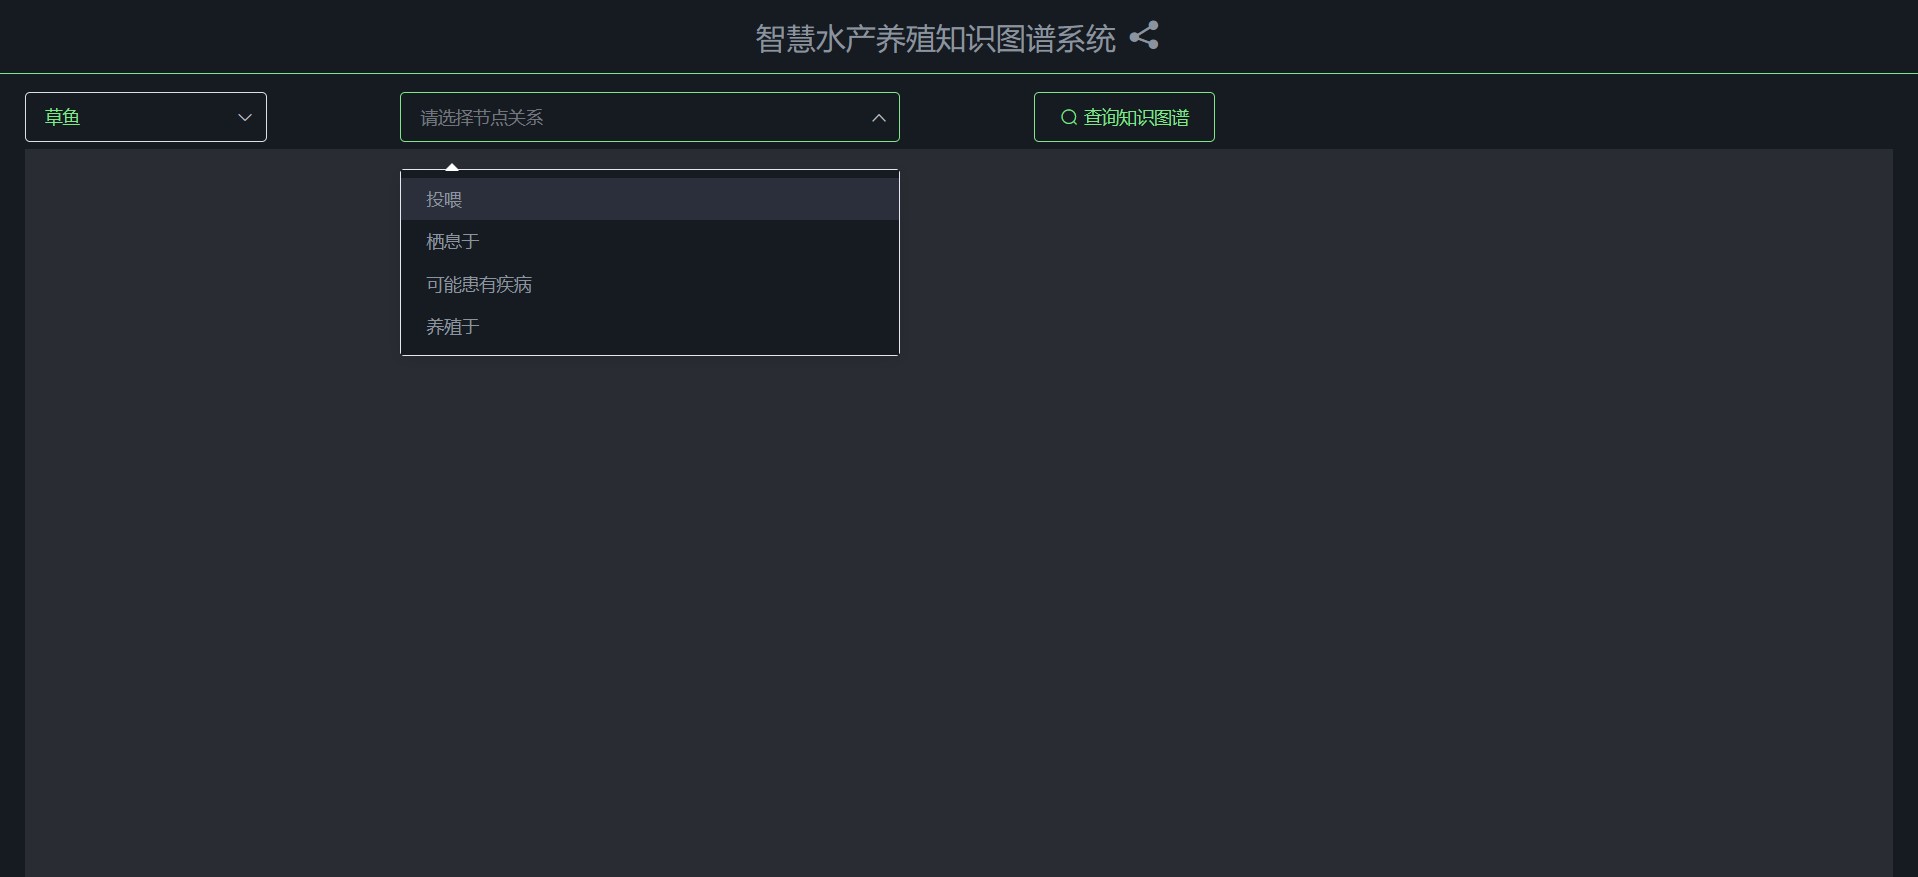 智慧水产养殖知识图谱系统
草鱼
请选择节点关系
查询知识图谱
投喂
栖息于
可能患有疾病
养殖于